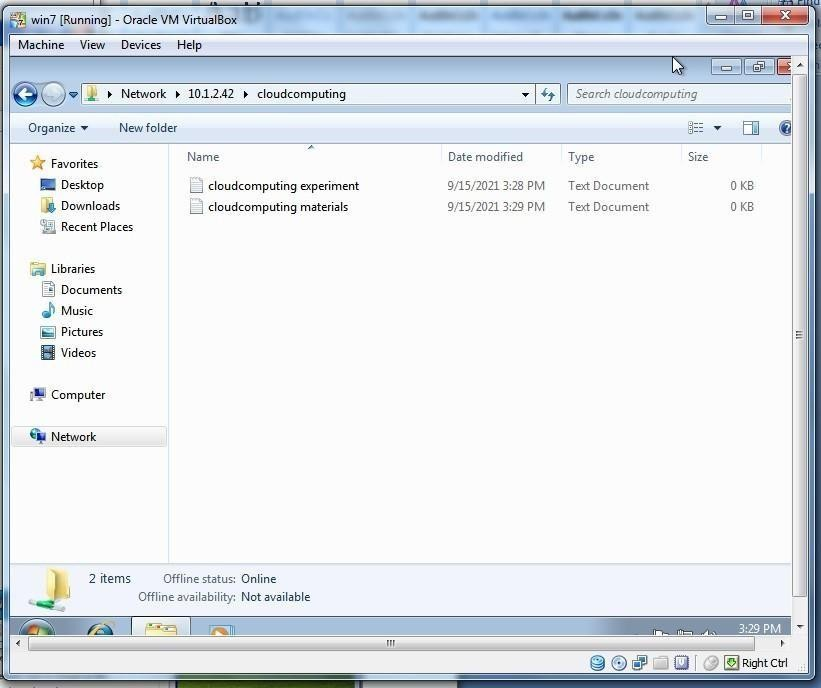 win7 [Running] - Oracle VM VirtualBox
Machine View Devices Help
Network 10.1.2.42 cloudcomputing Search cloudcomputing
Organize New folder
Name Date modified Type Size
Favorites
Desktop
Downloads
Recent Places
cloudcomputing experiment 9/15/2021 3:28 PM Text Document 0 KB
cloudcomputing materials 9/15/2021 3:29 PM Text Document 0 KB
Libraries
Documents
Music
Pictures
Videos
Computer
Network
2 items Offline status: Online
Offline availability: Not available
3:29 PM
Right Ctrl